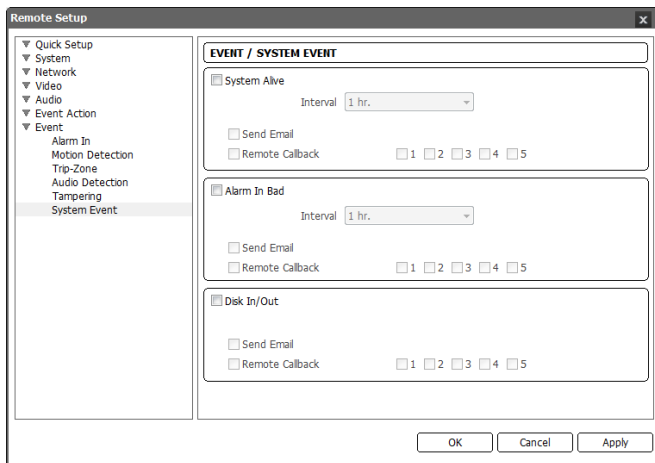 Remote Setup
x
Quick Setup
System
Network
Video
Audio
Event Action
Event
Alarm In
Motion Detection
Trip-Zone
Audio Detection
Tampering
System Event
EVENT / SYSTEM EVENT
System Alive
Interval 1 hr.
Send Email
Remote Callback 1 2 3 4 5
Alarm In Bad
Interval 1 hr.
Send Email
Remote Callback 1 2 3 4 5
Disk In/Out
Send Email
Remote Callback 1 2 3 4 5
OK Cancel Apply